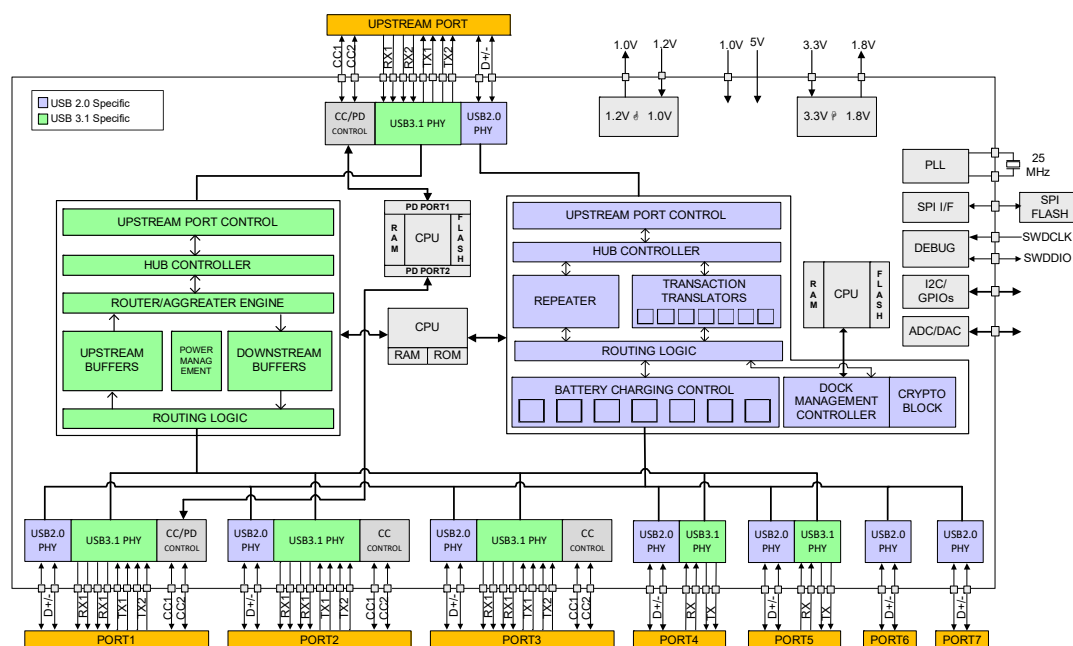 UPSTREAM PORT
CC1
CC2
RX1
RX2
TX1
TX2
D+/-
1.0V
1.2V
1.0V
5V
3.3V
1.8V
USB 2.0 Specific
USB 3.1 Specific
CC/PD
CONTROL
USB3.1 PHY
USB2.0
PHY
1.2V 1.0V
3.3V 1.8V
PLL
25
MHz
SPI I/F
SPI
FLASH
DEBUG
SWDCLK
SWDDIO
I2C/
GPIOs
ADC/DAC
UPSTREAM PORT CONTROL
HUB CONTROLLER
ROUTER/AGGREATER ENGINE
UPSTREAM
BUFFERS
POWER
MANAG
EMENT
DOWNSTREAM
BUFFERS
ROUTING LOGIC
PD PORT1
RAM
CPU
FLASH
PD PORT2
CPU
RAM
ROM
UPSTREAM PORT CONTROL
HUB CONTROLLER
REPEATER
TRANSACTION
TRANSLATORS
ROUTING LOGIC
BATTERY CHARGING CONTROL
RAM
CPU
FLASH
DOCK
MANAGEMENT
CONTROLLER
CRYPTO
BLOCK
USB2.0
PHY
USB3.1 PHY
CC/PD
CONTROL
USB2.0
PHY
USB3.1 PHY
CC
CONTROL
USB2.0
PHY
USB3.1 PHY
CC
CONTROL
USB2.0
PHY
USB3.1
PHY
USB2.0
PHY
USB3.1
PHY
USB2.0
PHY
USB2.0
PHY
D+/-
RX1
RX1
TX1
TX2
CC1
CC2
D+/-
RX1
RX1
TX1
TX2
CC1
CC2
D+/-
RX1
RX1
TX1
TX2
CC1
CC2
D+/-
RX
TX
D+/-
RX
TX
D+/-
D+/-
PORT1
PORT2
PORT3
PORT4
PORT5
PORT6
PORT7